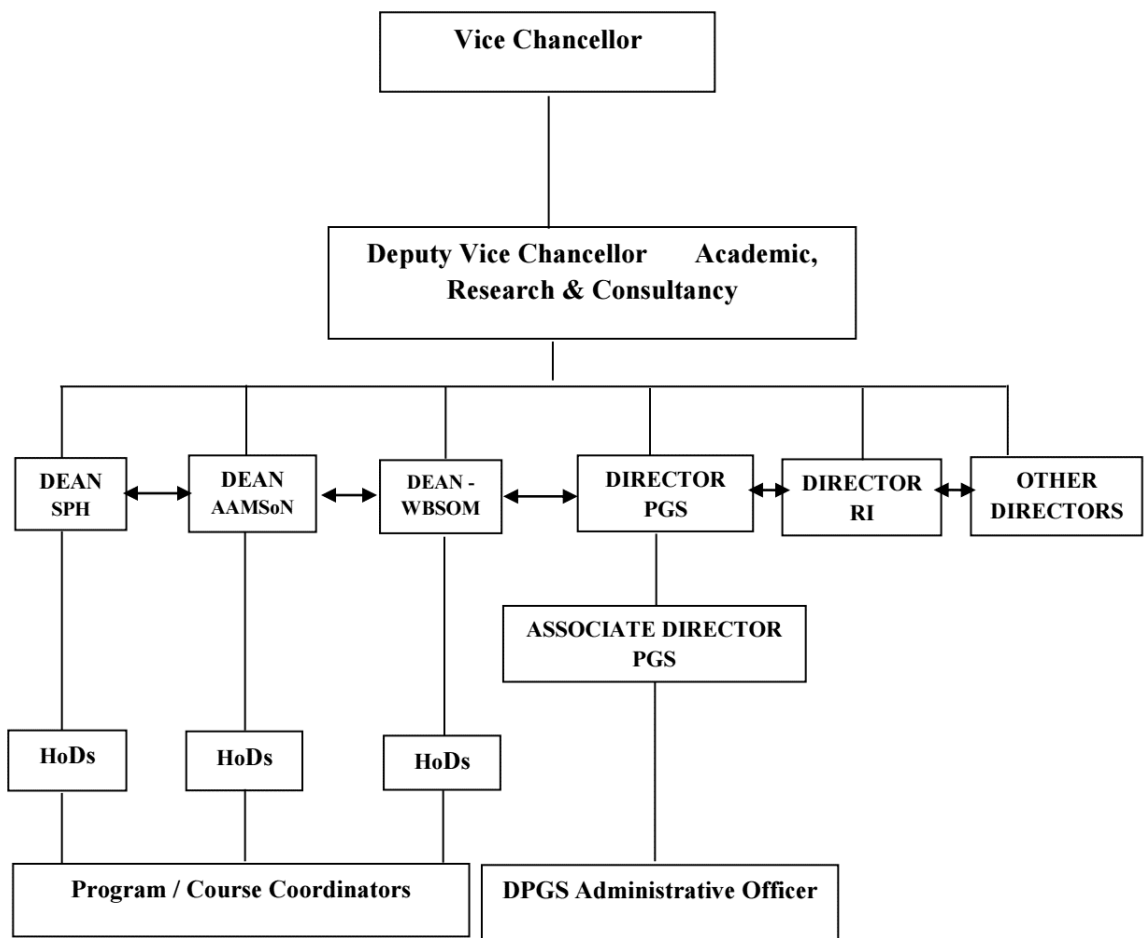 Vice Chancellor
Deputy Vice Chancellor Academic,
Research & Consultancy
DEAN
SPH
DEAN
AAMSoN
DEAN -
WBSOM
DIRECTOR
PGS
DIRECTOR
RI
OTHER
DIRECTORS
ASSOCIATE DIRECTOR
PGS
HoDs
HoDs
HoDs
Program / Course Coordinators
DPGS Administrative Officer